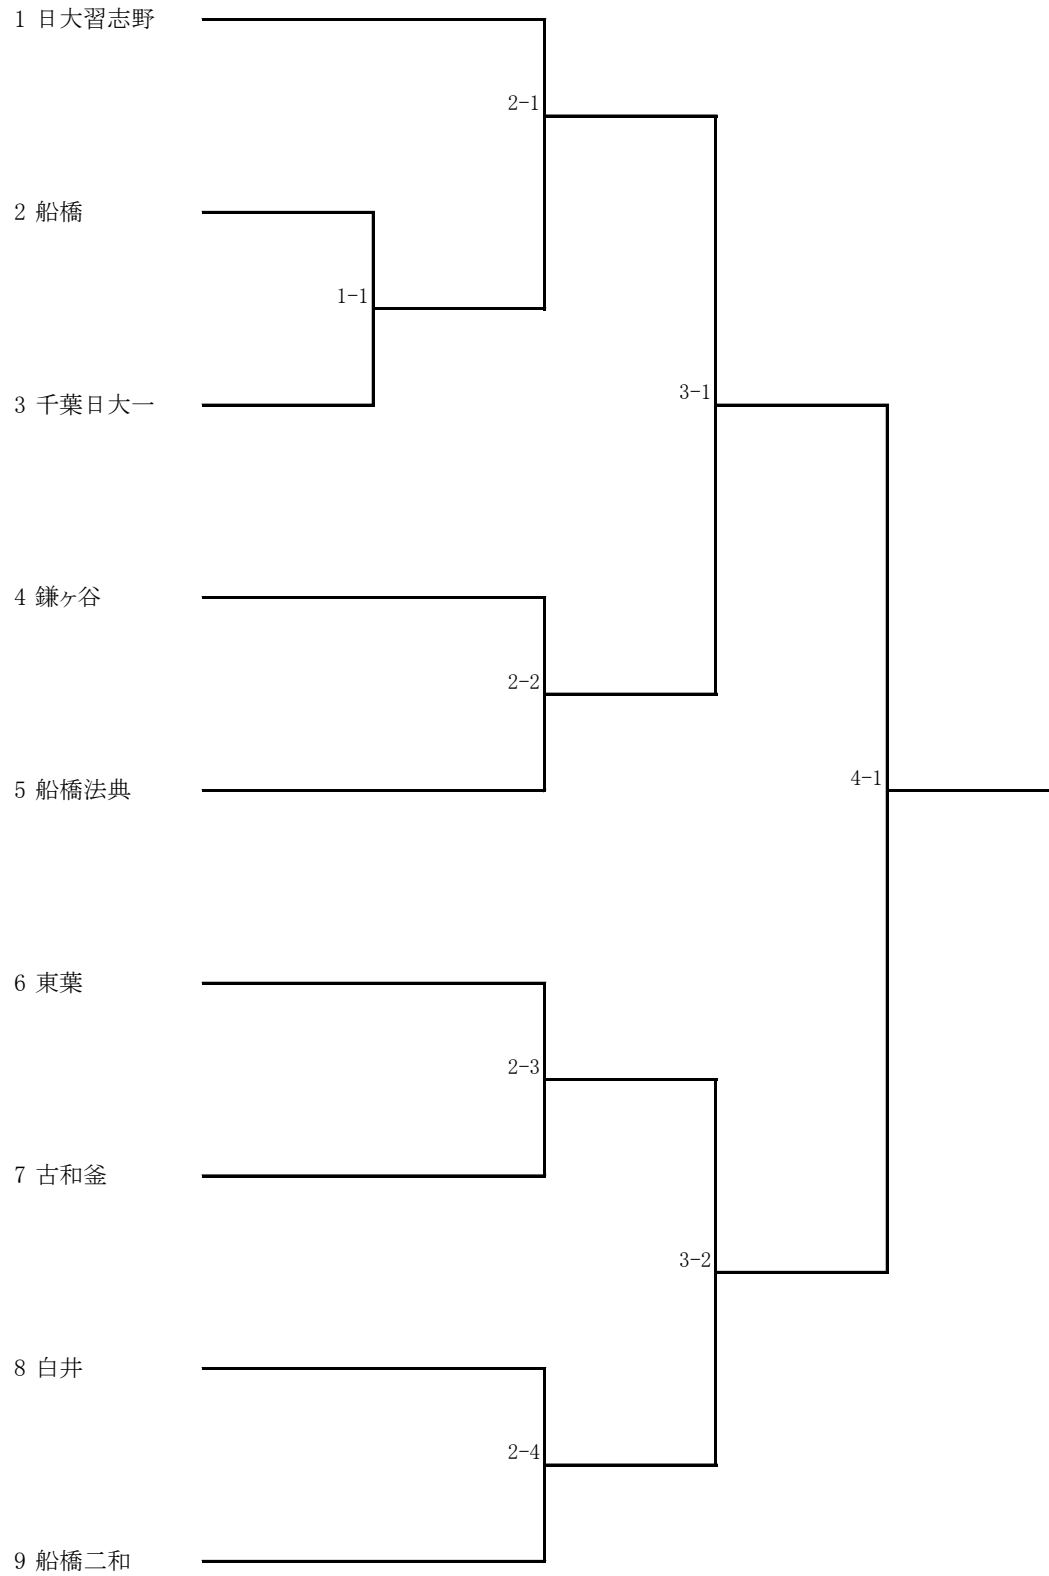 1 日大習志野
2-1
2 船橋
1-1
3 千葉日大一
3-1
4 鎌ヶ谷
2-2
5 船橋法典
4-1
6 東葉
2-3
7 古和釜
3-2
8 白井
2-4
9 船橋二和